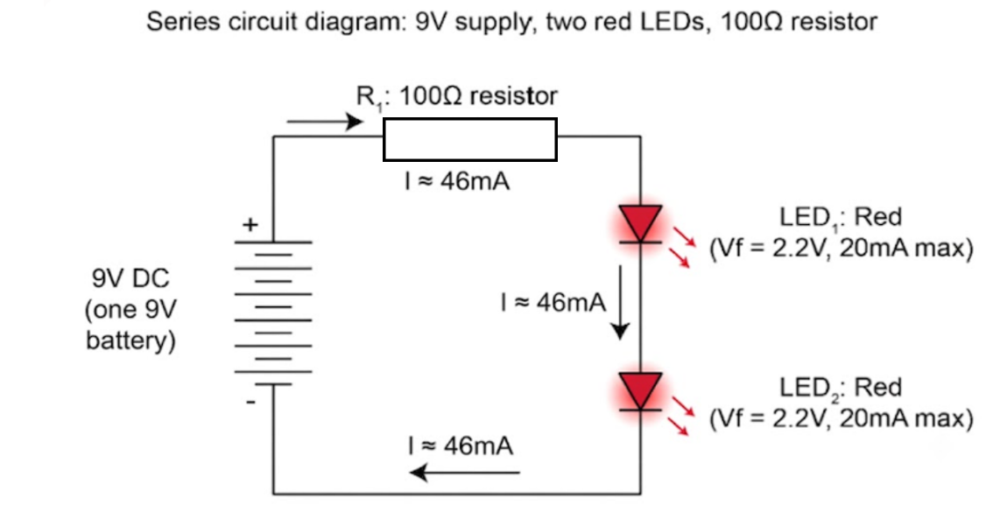 Series circuit diagram: 9V supply, two red LEDs, 100Ω resistor
R₁: 100Ω resistor
I ≈ 46mA
+
LED₁: Red
(Vf = 2.2V, 20mA max)
9V DC
(one 9V
battery)
I ≈ 46mA
-
LED₂: Red
(Vf = 2.2V, 20mA max)
I ≈ 46mA